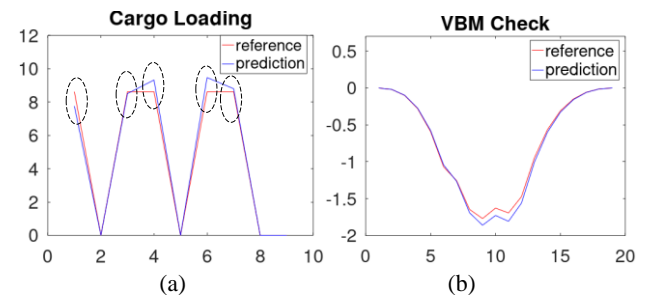 Cargo Loading
12
10
8
6
4
2
0
0 2 4 6 8 10
reference
prediction
(a)
VBM Check
0.5
0
-0.5
-1
-1.5
-2
0 5 10 15 20
reference
prediction
(b)